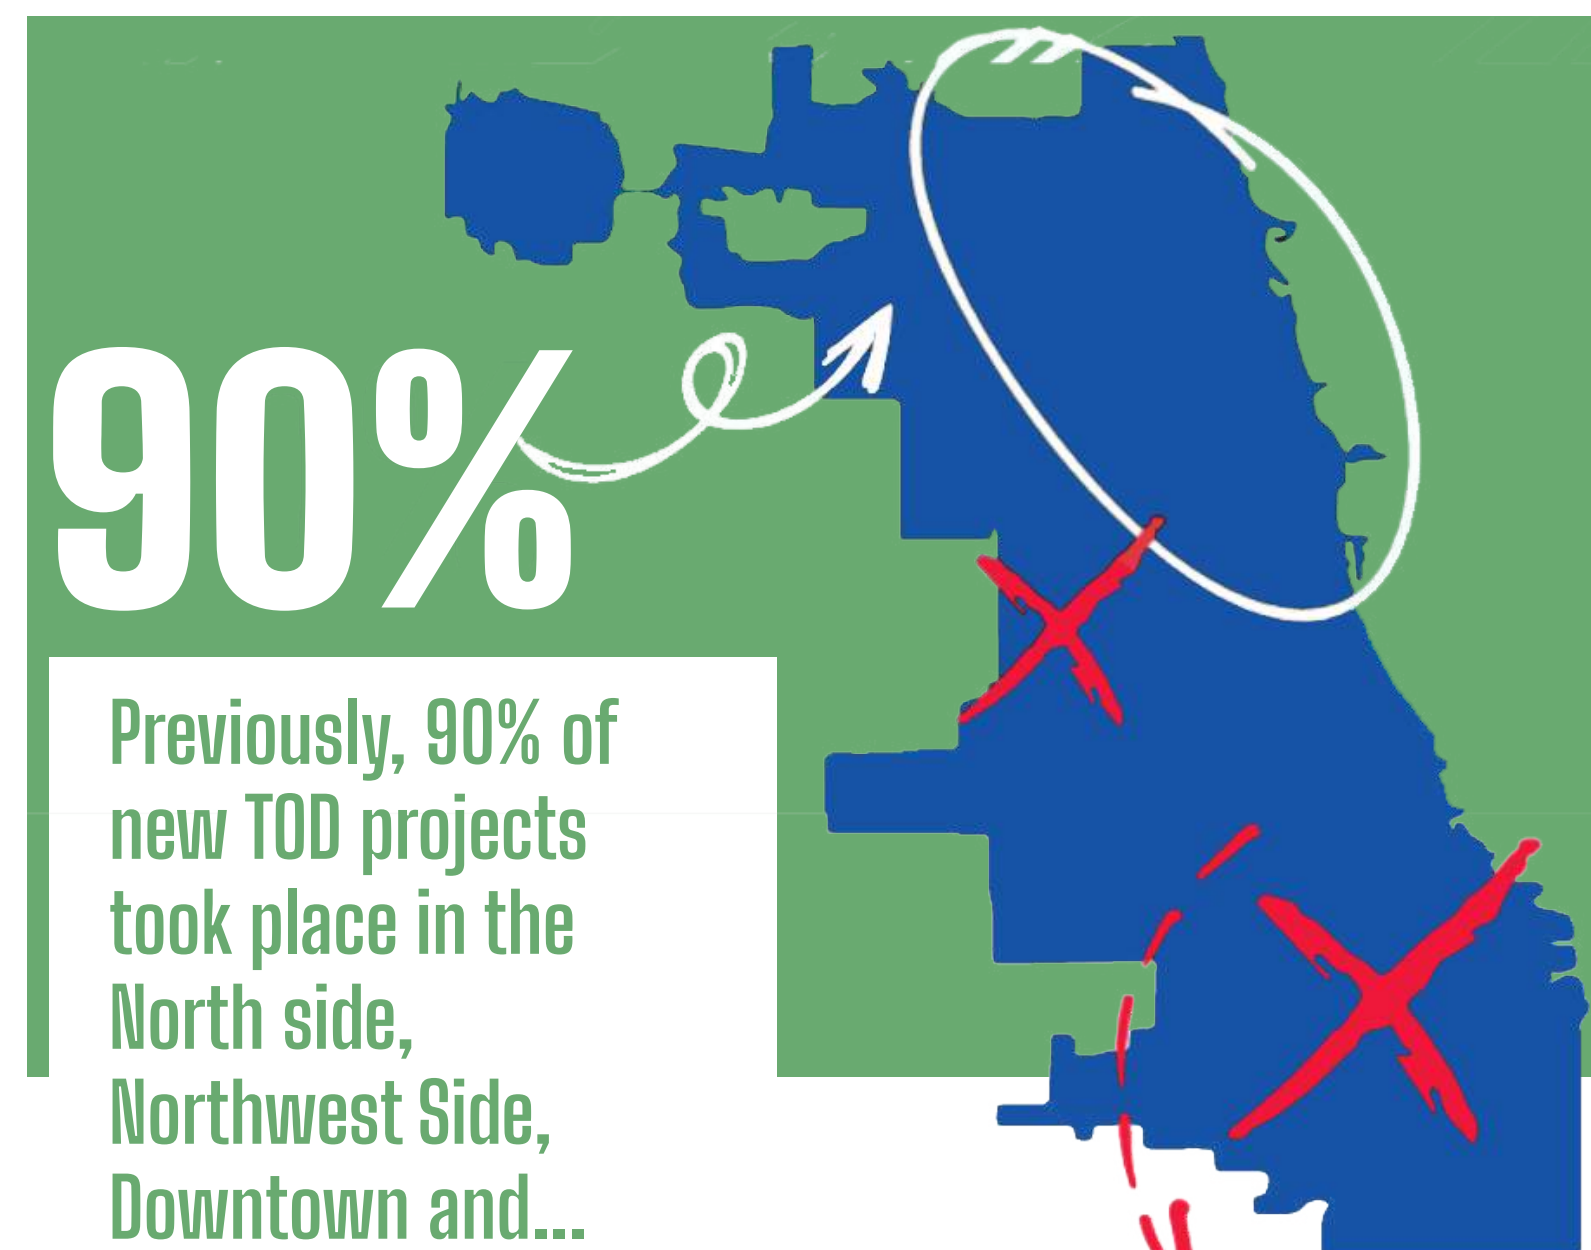 90%
Previously, 90% of
new TOD projects
took place in the
North side,
Northwest Side,
Downtown and...